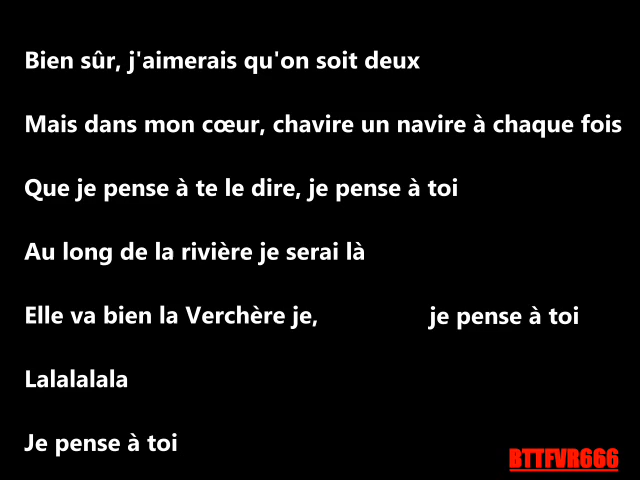 Bien sûr, j'aimerais qu'on soit deux
Mais dans mon cœur, chavire un navire à chaque fois
Que je pense à te le dire, je pense à toi
Au long de la rivière je serai là
Elle va bien la Verchère je, je pense à toi
Lalalalala
Je pense à toi
BTTFVR666